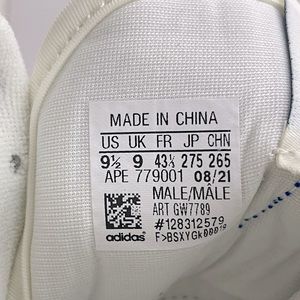 MADE IN CHINA
US UK FR JP CHN
9½ 9 43⅓ 275 265
APE 779001 08/21
MALE/MÂLE
ART GW7789
#128312579
adidas